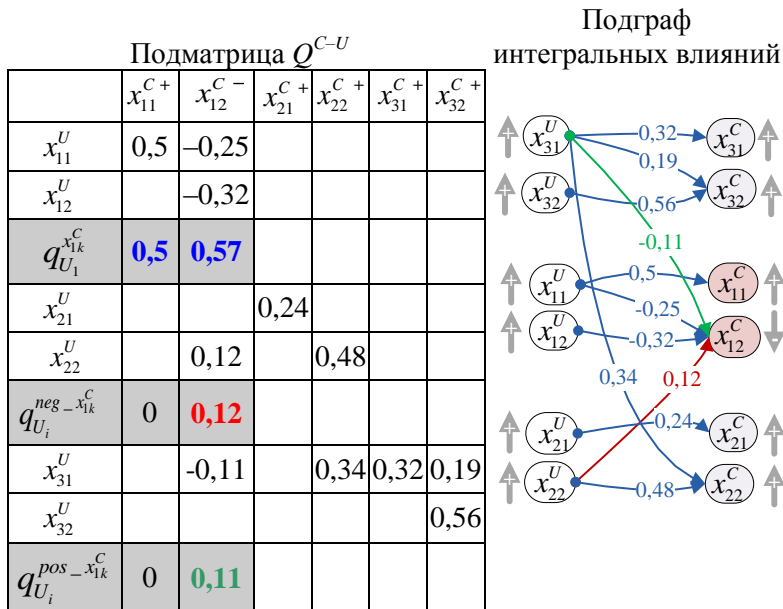 Подматрица Q^{C–U}
x_{11}^{C +} x_{12}^{C –} x_{21}^{C +} x_{22}^{C +} x_{31}^{C +} x_{32}^{C +}
x_{11}^{U} 0,5 –0,25
x_{12}^{U} –0,32
q_{U_1}^{x_{1k}^{C}} 0,5 0,57
x_{21}^{U} 0,24
x_{22}^{U} 0,12 0,48
q_{U_i}^{neg – x_{1k}^{C}} 0 0,12
x_{31}^{U} -0,11 0,34 0,32 0,19
x_{32}^{U} 0,56
q_{U_i}^{pos – x_{1k}^{C}} 0 0,11
Подграф
интегральных влияний
+ x_{31}^{U} 0,32 x_{31}^{C} +
0,19
+ x_{32}^{U} 0,56 x_{32}^{C} +
-0,11
+ x_{11}^{U} 0,5 x_{11}^{C} +
-0,25
+ x_{12}^{U} -0,32 x_{12}^{C} -
0,34 0,12
+ x_{21}^{U} 0,24 x_{21}^{C} +
+ x_{22}^{U} 0,48 x_{22}^{C} +